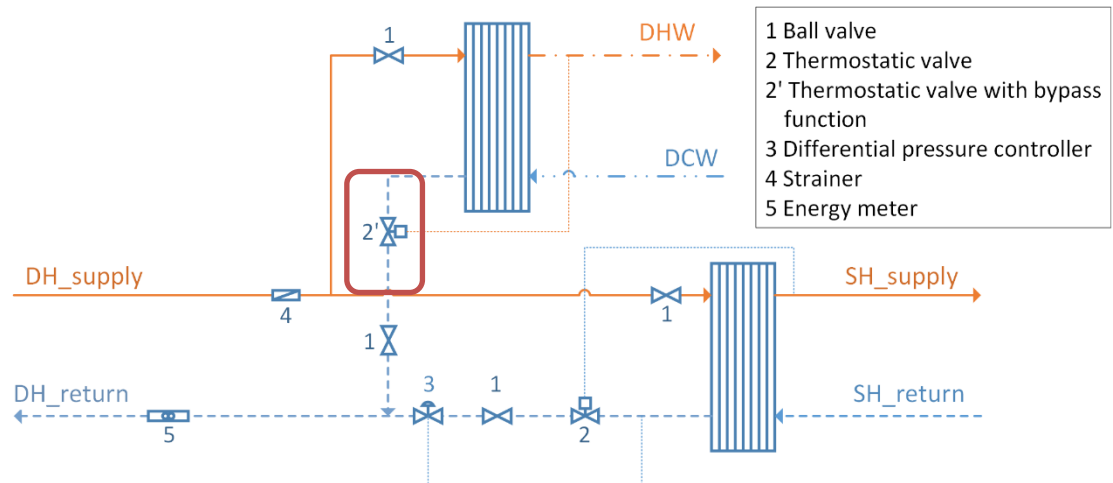 1
DHW
DCW
2'
DH_supply
SH_supply
4
1
1
DH_return
3
1
SH_return
5
2
1 Ball valve
2 Thermostatic valve
2' Thermostatic valve with bypass
function
3 Differential pressure controller
4 Strainer
5 Energy meter